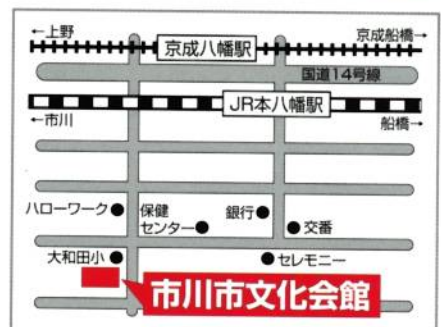 ←上野
京成船橋→
京成八幡駅
国道14号線
JR本八幡駅
←市川
船橋→
ハローワーク
保健
センター
銀行
交番
大和田小
セレモニー
市川市文化会館